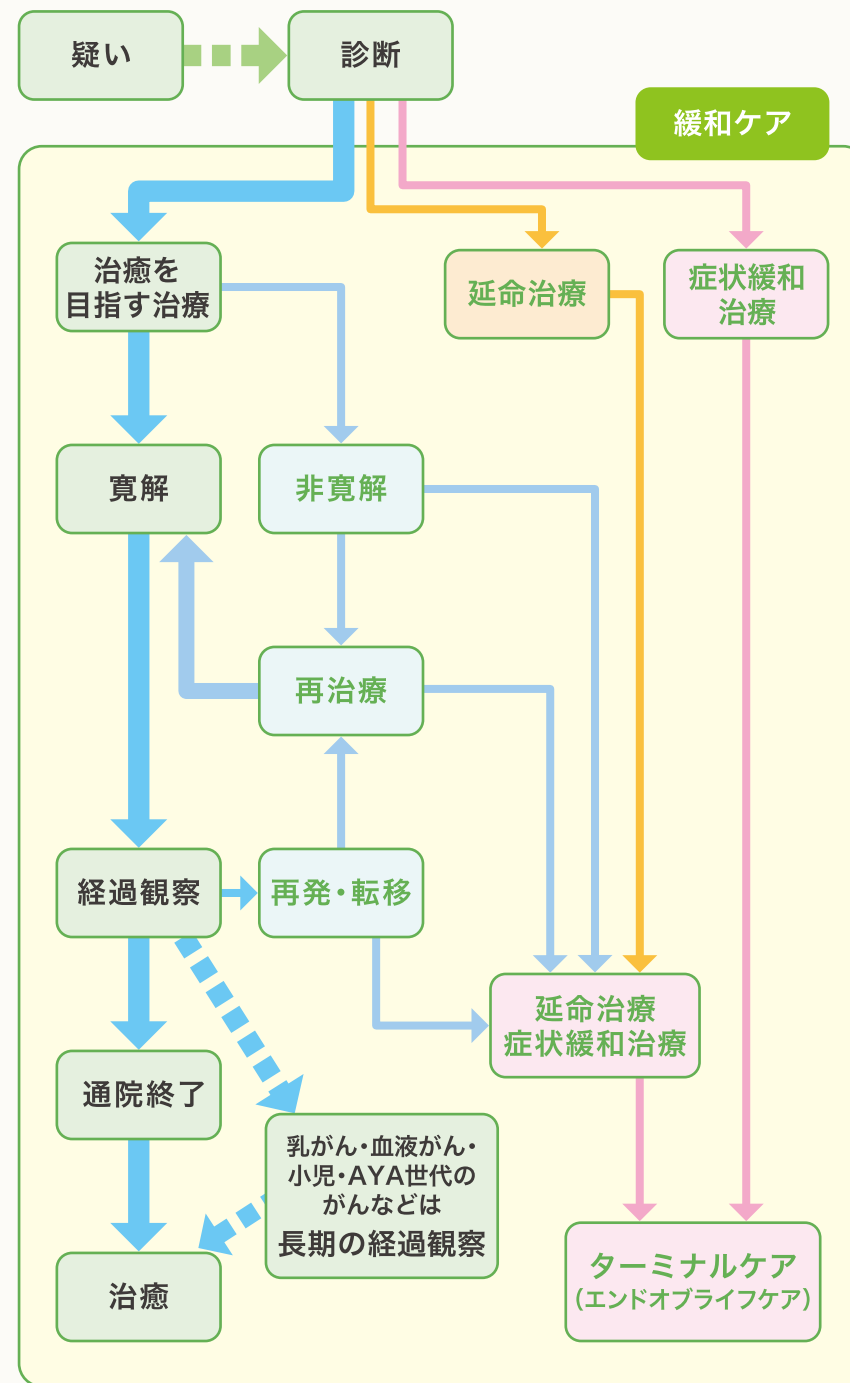 疑い
診断
緩和ケア
治癒を
目指す治療
延命治療
症状緩和
治療
寛解
非寛解
再治療
経過観察
再発・転移
延命治療
症状緩和治療
通院終了
乳がん・血液がん・
小児・AYA世代の
がんなどは
長期の経過観察
治癒
ターミナルケア
(エンドオブライフケア)